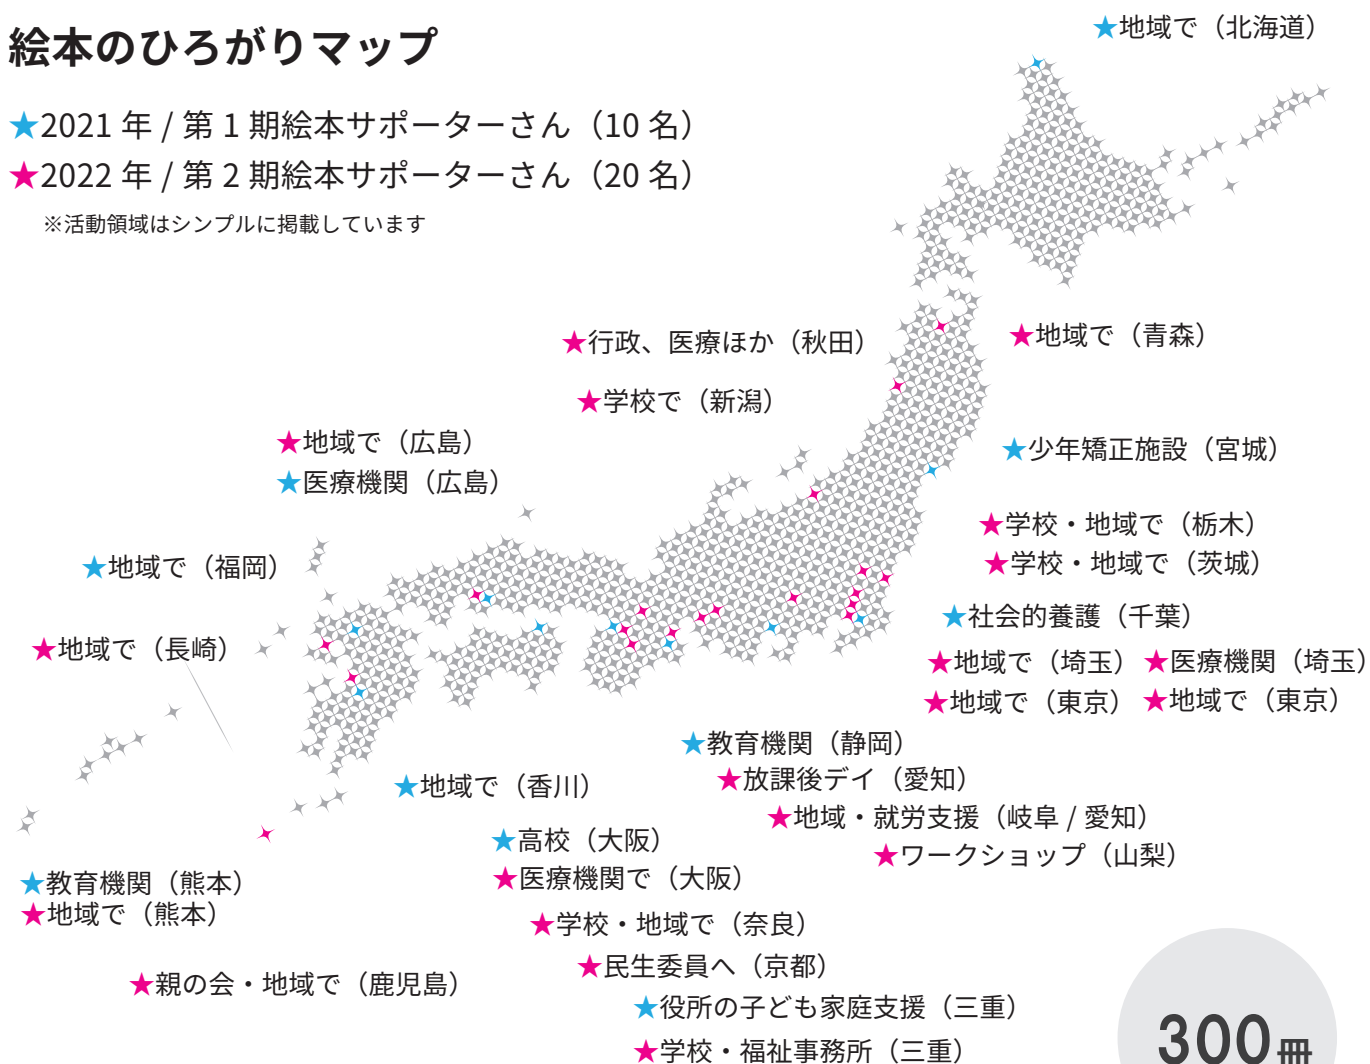 絵本のひろがりマップ
★2021 年 / 第 1 期絵本サポーターさん（10 名）
★2022 年 / 第 2 期絵本サポーターさん（20 名）
※活動領域はシンプルに掲載しています
★地域で（北海道）
★行政、医療ほか（秋田）
★地域で（青森）
★学校で（新潟）
★地域で（広島）
★医療機関（広島）
★少年矯正施設（宮城）
★学校・地域で（栃木）
★学校・地域で（茨城）
★地域で（福岡）
★社会的養護（千葉）
★地域で（長崎）
★地域で（埼玉） ★医療機関（埼玉）
★地域で（東京） ★地域で（東京）
★教育機関（静岡）
★放課後デイ（愛知）
★地域で（香川）
★地域・就労支援（岐阜 / 愛知）
★高校（大阪）
★ワークショップ（山梨）
★医療機関で（大阪）
★教育機関（熊本）
★地域で（熊本）
★学校・地域で（奈良）
★民生委員へ（京都）
★親の会・地域で（鹿児島）
★役所の子ども家庭支援（三重）
★学校・福祉事務所（三重）
300冊